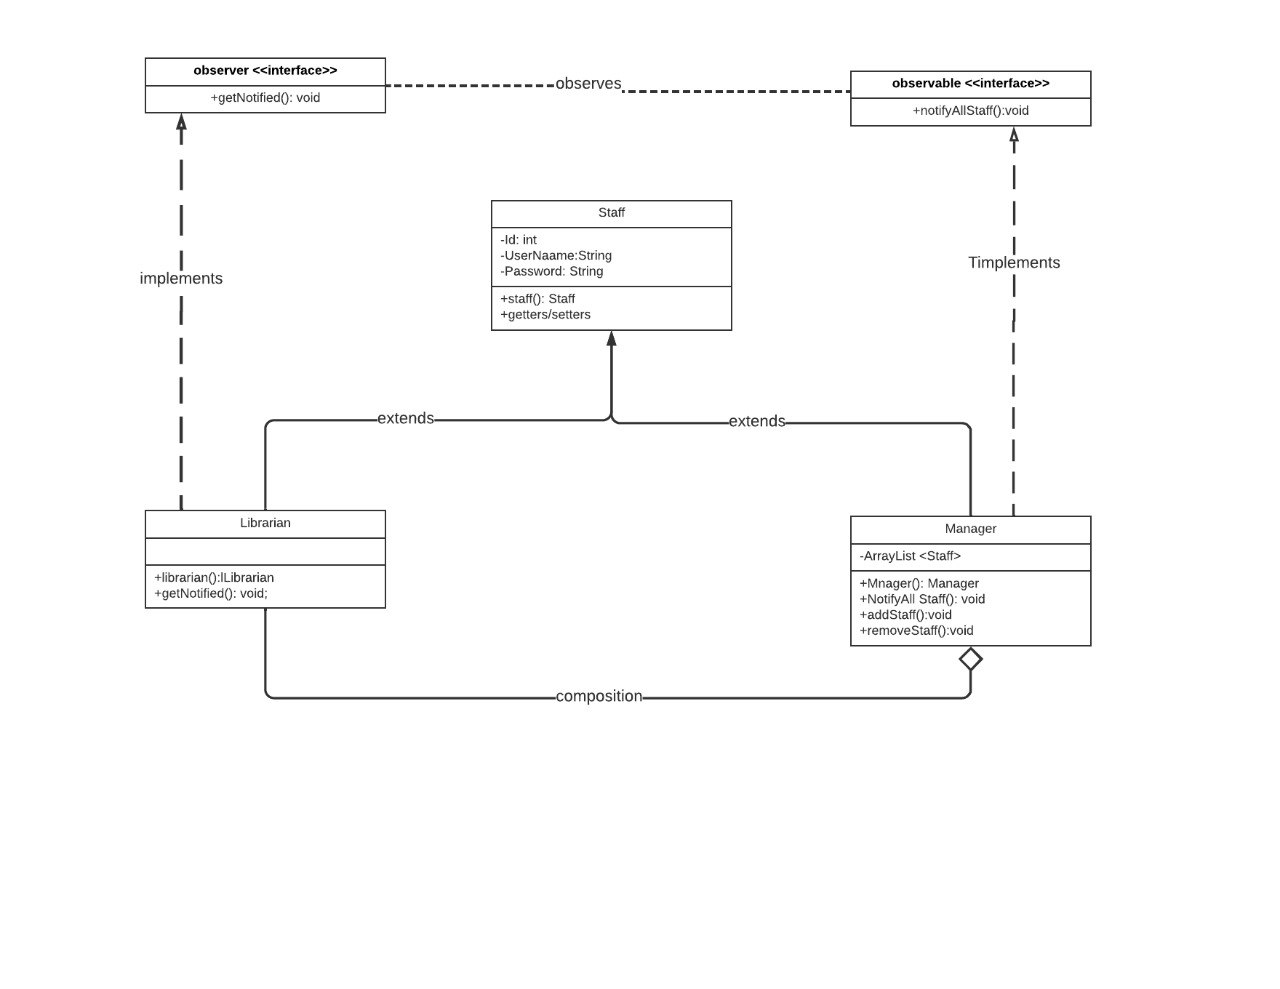 observer <<interface>>
+getNotified(): void
observes
observable <<interface>>
+notifyAllStaff():void
Staff
-Id: int
-UserNaame:String
-Password: String
+staff(): Staff
+getters/setters
implements
Timplements
extends
extends
Librarian
+librarian():lLibrarian
+getNotified(): void;
Manager
-ArrayList <Staff>
+Mnager(): Manager
+NotifyAll Staff(): void
+addStaff():void
+removeStaff():void
composition